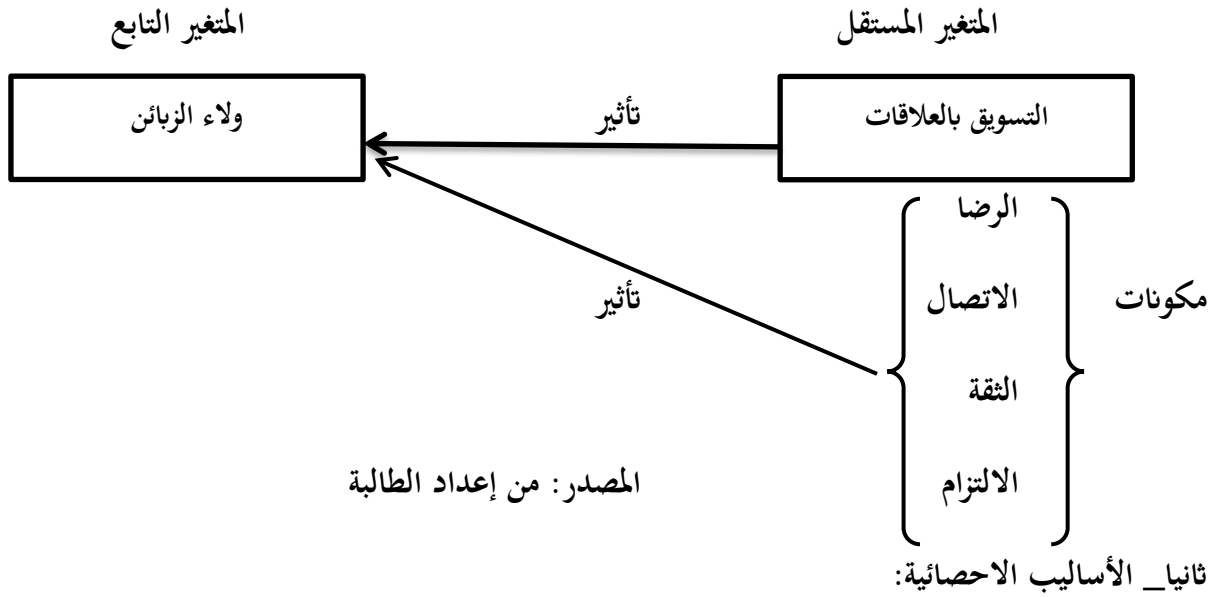 المتغير المستقل
المتغير التابع
التسويق بالعلاقات
تأثير
ولاء الزبائن
الرضا
مكونات
الاتصال
تأثير
الثقة
الالتزام
المصدر: من إعداد الطالبة
ثانيا_ الأساليب الاحصائية: